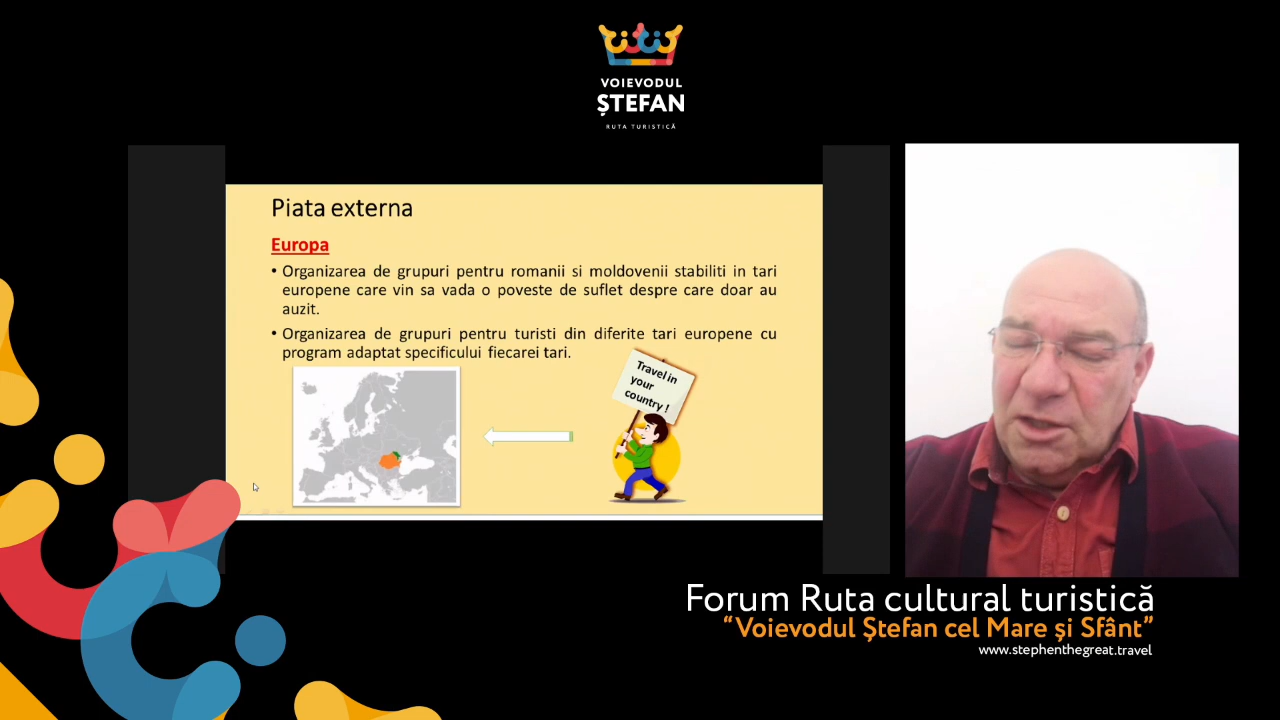 VOIEVODUL
ȘTEFAN
RUTA TURISTICĂ
Piata externa
Europa
• Organizarea de grupuri pentru romanii si moldovenii stabiliti in tari
europene care vin sa vada o poveste de suflet despre care doar au
auzit.
• Organizarea de grupuri pentru turisti din diferite tari europene cu
program adaptat specificului fiecarei tari.
Travel in
your
country !
Forum Ruta cultural turistică
“Voievodul Ștefan cel Mare și Sfânt”
www.stephenthegreat.travel